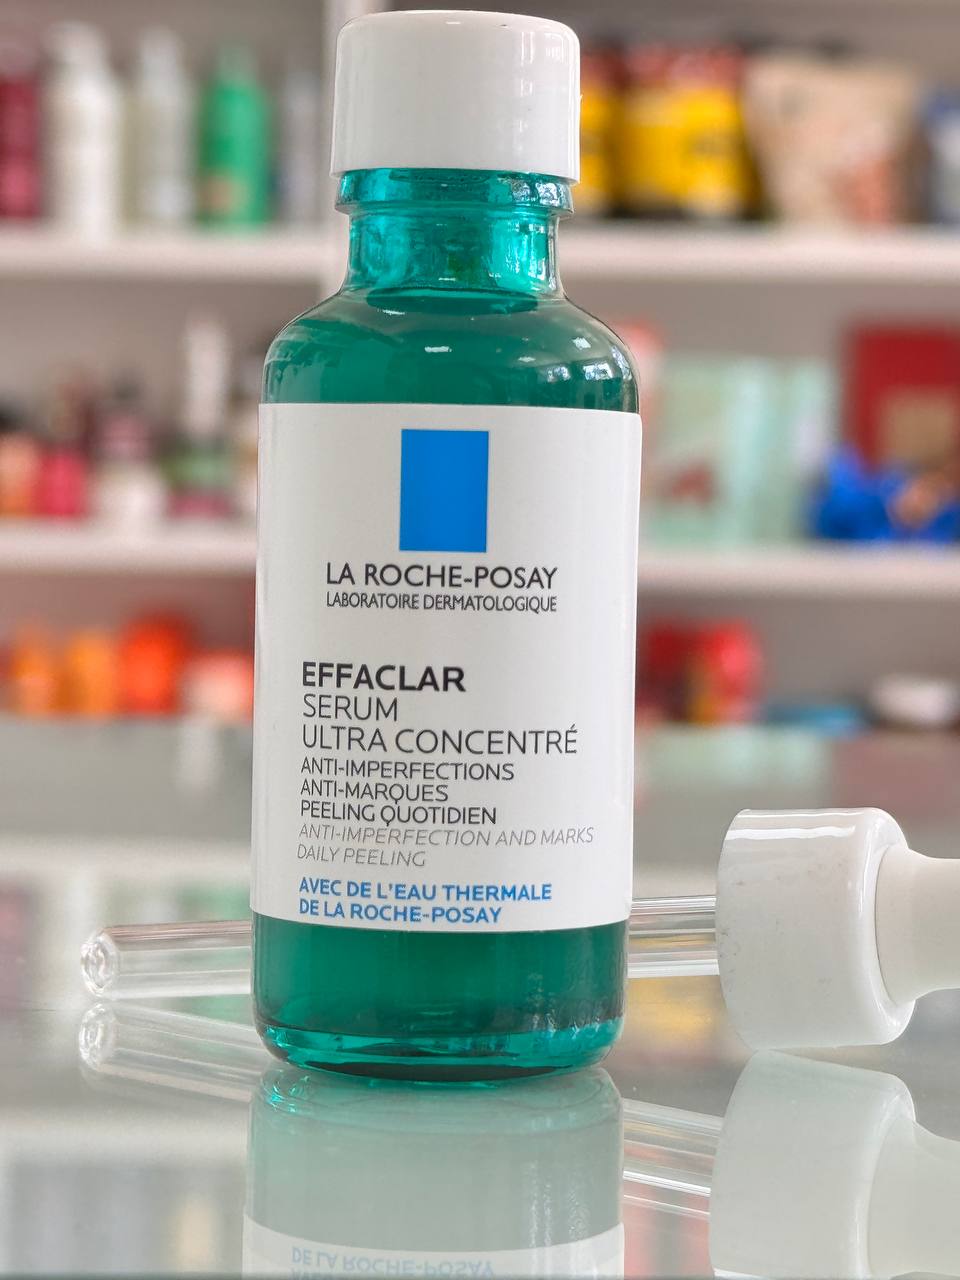 LA ROCHE-POSAY
LABORATOIRE DERMATOLOGIQUE
EFFACLAR
SERUM
ULTRA CONCENTRÉ
ANTI-IMPERFECTIONS
ANTI-MARQUES
PEELING QUOTIDIEN
ANTI-IMPERFECTION AND MARKS
DAILY PEELING
AVEC DE L'EAU THERMALE
DE LA ROCHE-POSAY